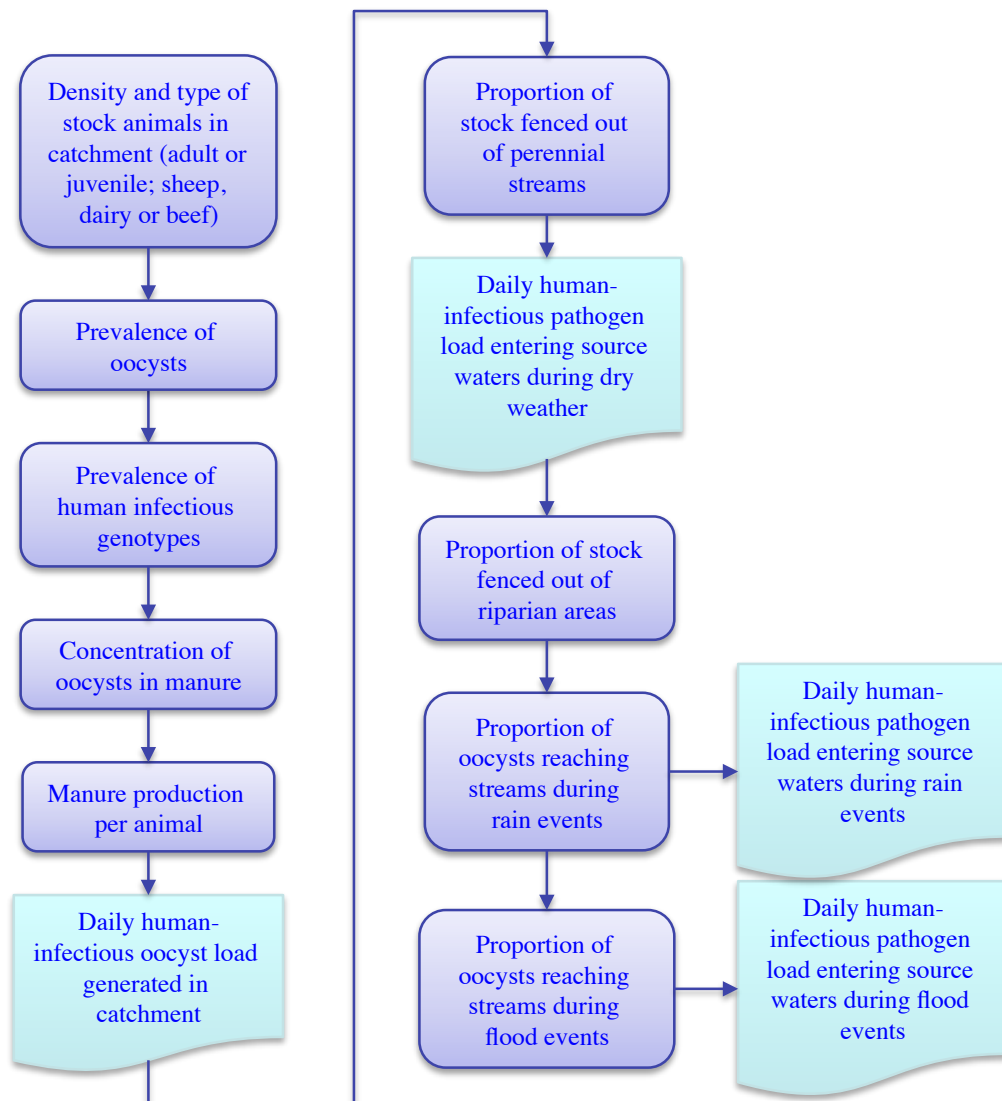 Density and type of
stock animals in
catchment (adult or
juvenile; sheep,
dairy or beef)
Prevalence of
oocysts
Prevalence of
human infectious
genotypes
Concentration of
oocysts in manure
Manure production
per animal
Daily human-
infectious oocyst load
generated in
catchment
Proportion of
stock fenced out
of perennial
streams
Daily human-
infectious pathogen
load entering source
waters during dry
weather
Proportion of stock
fenced out of
riparian areas
Proportion of
oocysts reaching
streams during
rain events
Daily human-
infectious pathogen
load entering source
waters during rain
events
Proportion of
oocysts reaching
streams during
flood events
Daily human-
infectious pathogen
load entering source
waters during flood
events